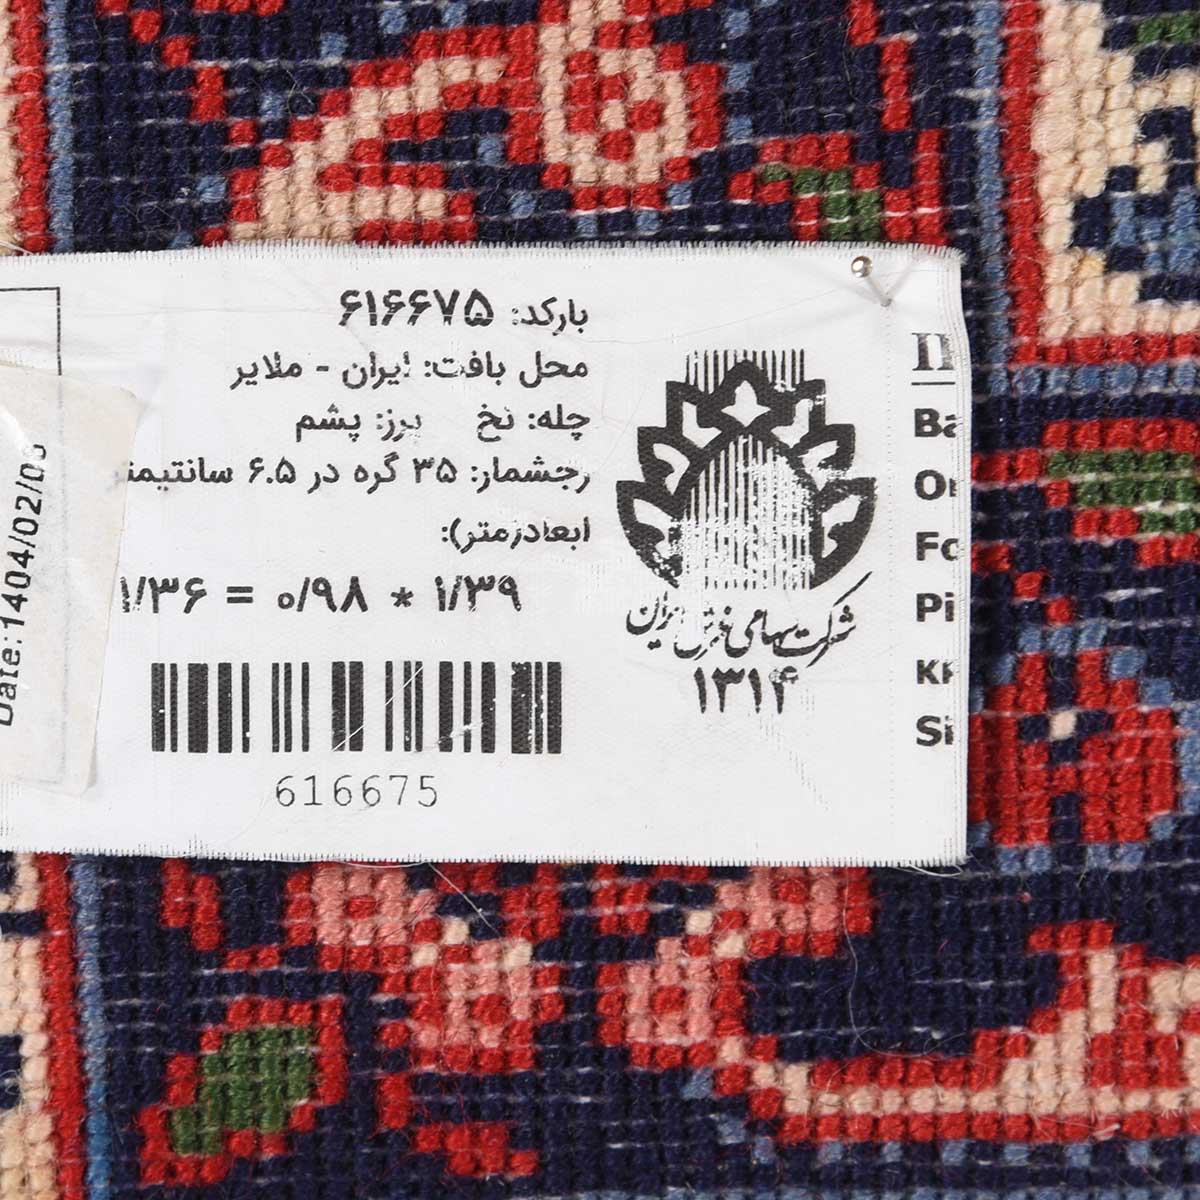 بارکد: ۶۱۶۶۷۵
محل بافت: ایران - ملایر
چله: نخ پرز: پشم
رجشمار: ۳۵ گره در ۶.۵ سانتیمتر
ابعاد(متر):
۱/۳۹ * ۰/۹۸ = ۱/۳۶
616675
شرکت سهامی فرش ایران
۱۳۱۴
Ba
Or
Fo
Pi
Kn
Si
Date:1404/02/0